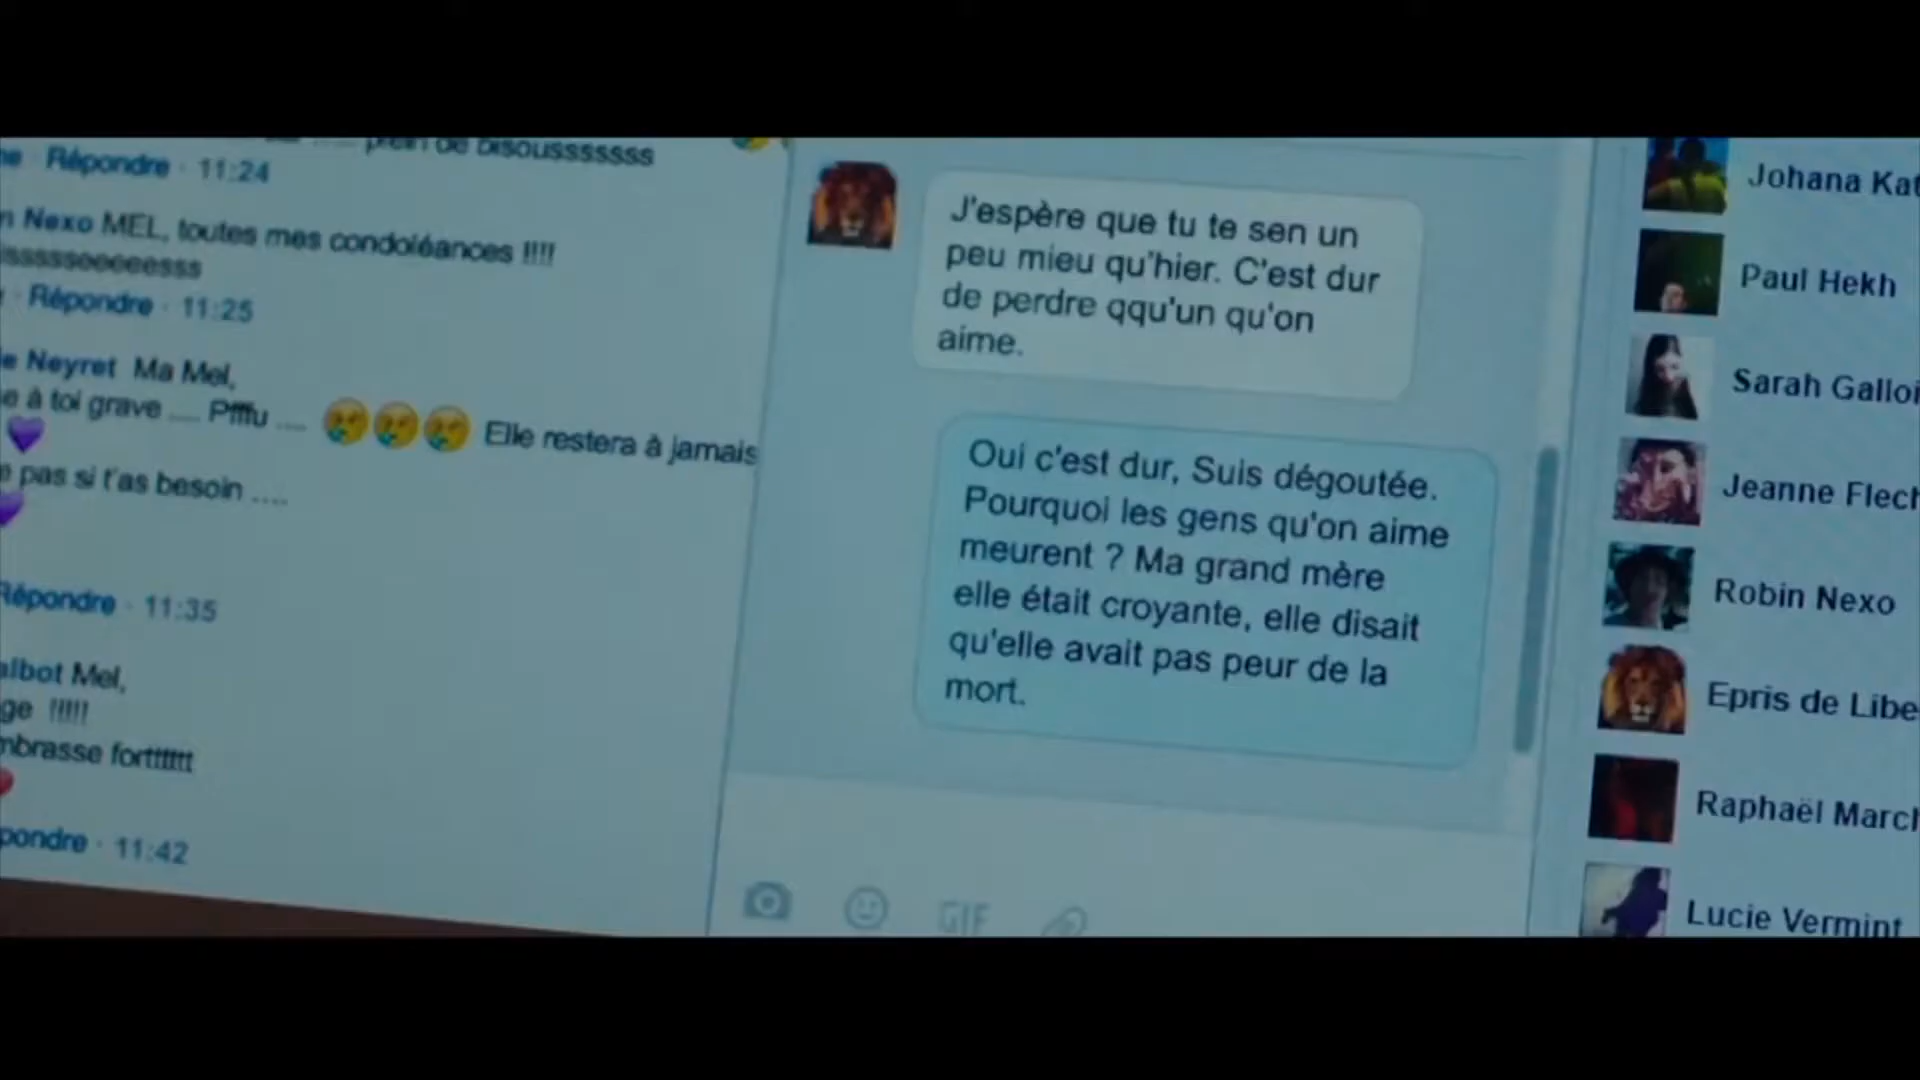 plein de bisousssssss
Répondre · 11:24
Nexo MEL, toutes mes condoléances !!!!
Répondre · 11:25
Neyret Ma Mel,
à toi grave .... Pfffu .... Elle restera à jamais
pas si t'as besoin ....
Répondre · 11:35
Mel,
!!!!!
fortttttt
11:42
J'espère que tu te sen un
peu mieu qu'hier. C'est dur
de perdre qqu'un qu'on
aime.
Oui c'est dur, Suis dégoutée.
Pourquoi les gens qu'on aime
meurent ? Ma grand mère
elle était croyante, elle disait
qu'elle avait pas peur de la
mort.
GIF
Johana Kat
Paul Hekh
Sarah Galloi
Jeanne Flech
Robin Nexo
Epris de Libe
Raphaël March
Lucie Vermint